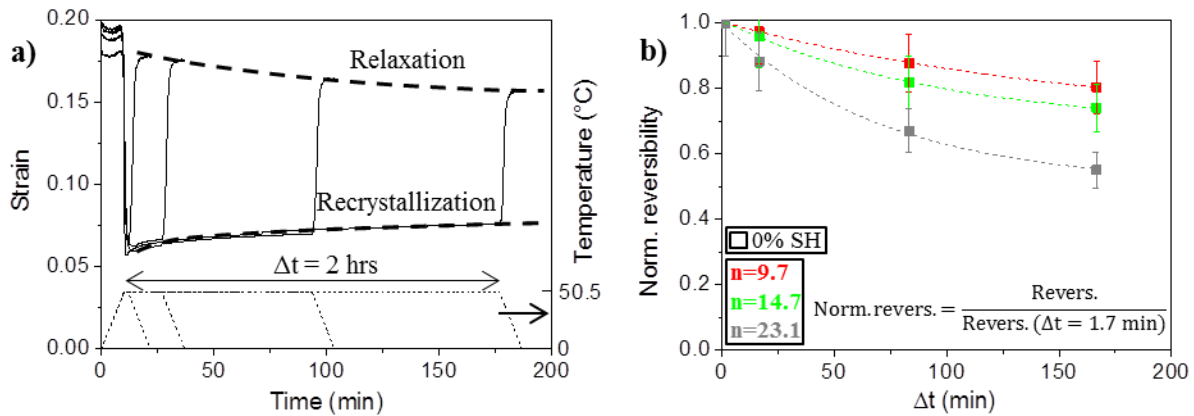 a)
Strain
0.20
0.15
0.10
0.05
0.00
Relaxation
Recrystallization
Δt = 2 hrs
50.5
0
Temperature (°C)
0 50 100 150 200
Time (min)
b)
Norm. reversibility
1.0
0.8
0.6
0.4
0.2
0.0
0% SH
n=9.7
n=14.7
n=23.1
Norm.revers.= Revers.
Revers. (Δt = 1.7 min)
0 50 100 150 200
Δt (min)